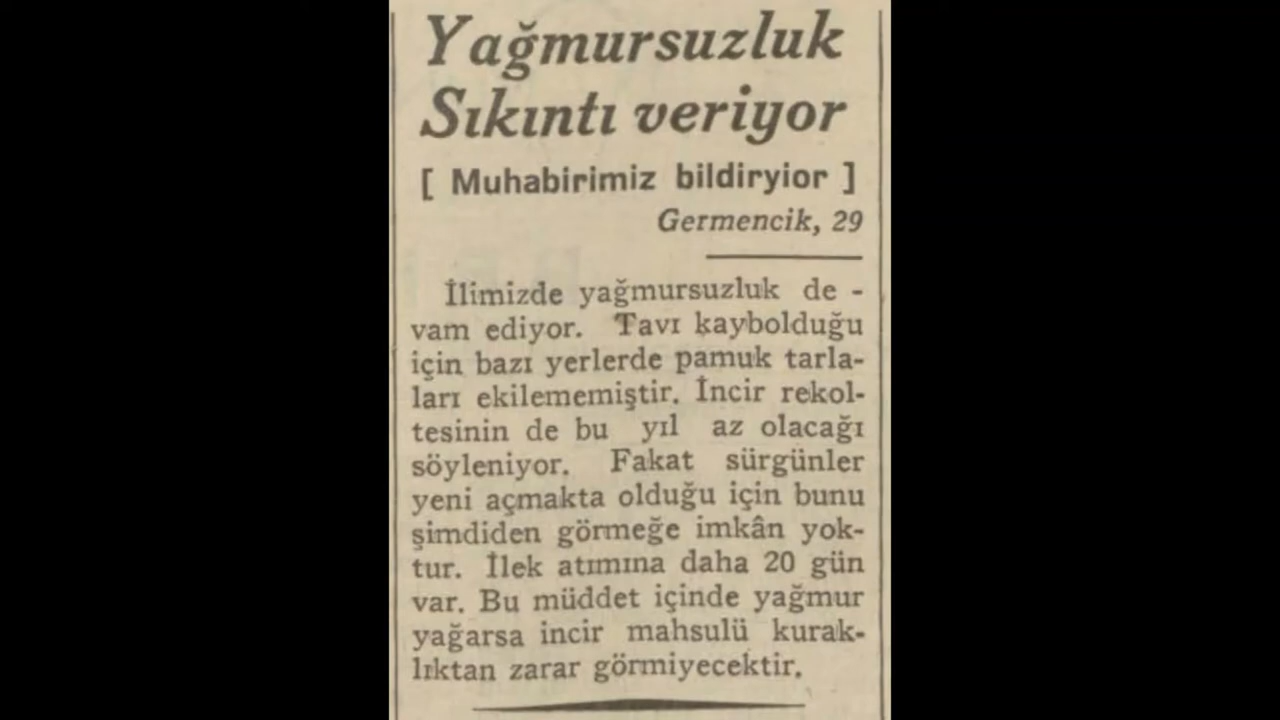 Yağmursuzluk
Sıkıntı veriyor
[ Muhabirimiz bildiryior ]
Germencik, 29
İlimizde yağmursuzluk de -
vam ediyor. Tavı kaybolduğu
için bazı yerlerde pamuk tarla-
ları ekilememiştir. İncir rekol-
tesinin de bu yıl az olacağı
söyleniyor. Fakat sürgünler
yeni açmakta olduğu için bunu
şimdiden görmeğe imkân yok-
tur. İlek atımına daha 20 gün
var. Bu müddet içinde yağmur
yağarsa incir mahsulü kurak-
lıktan zarar görmiyecektir.